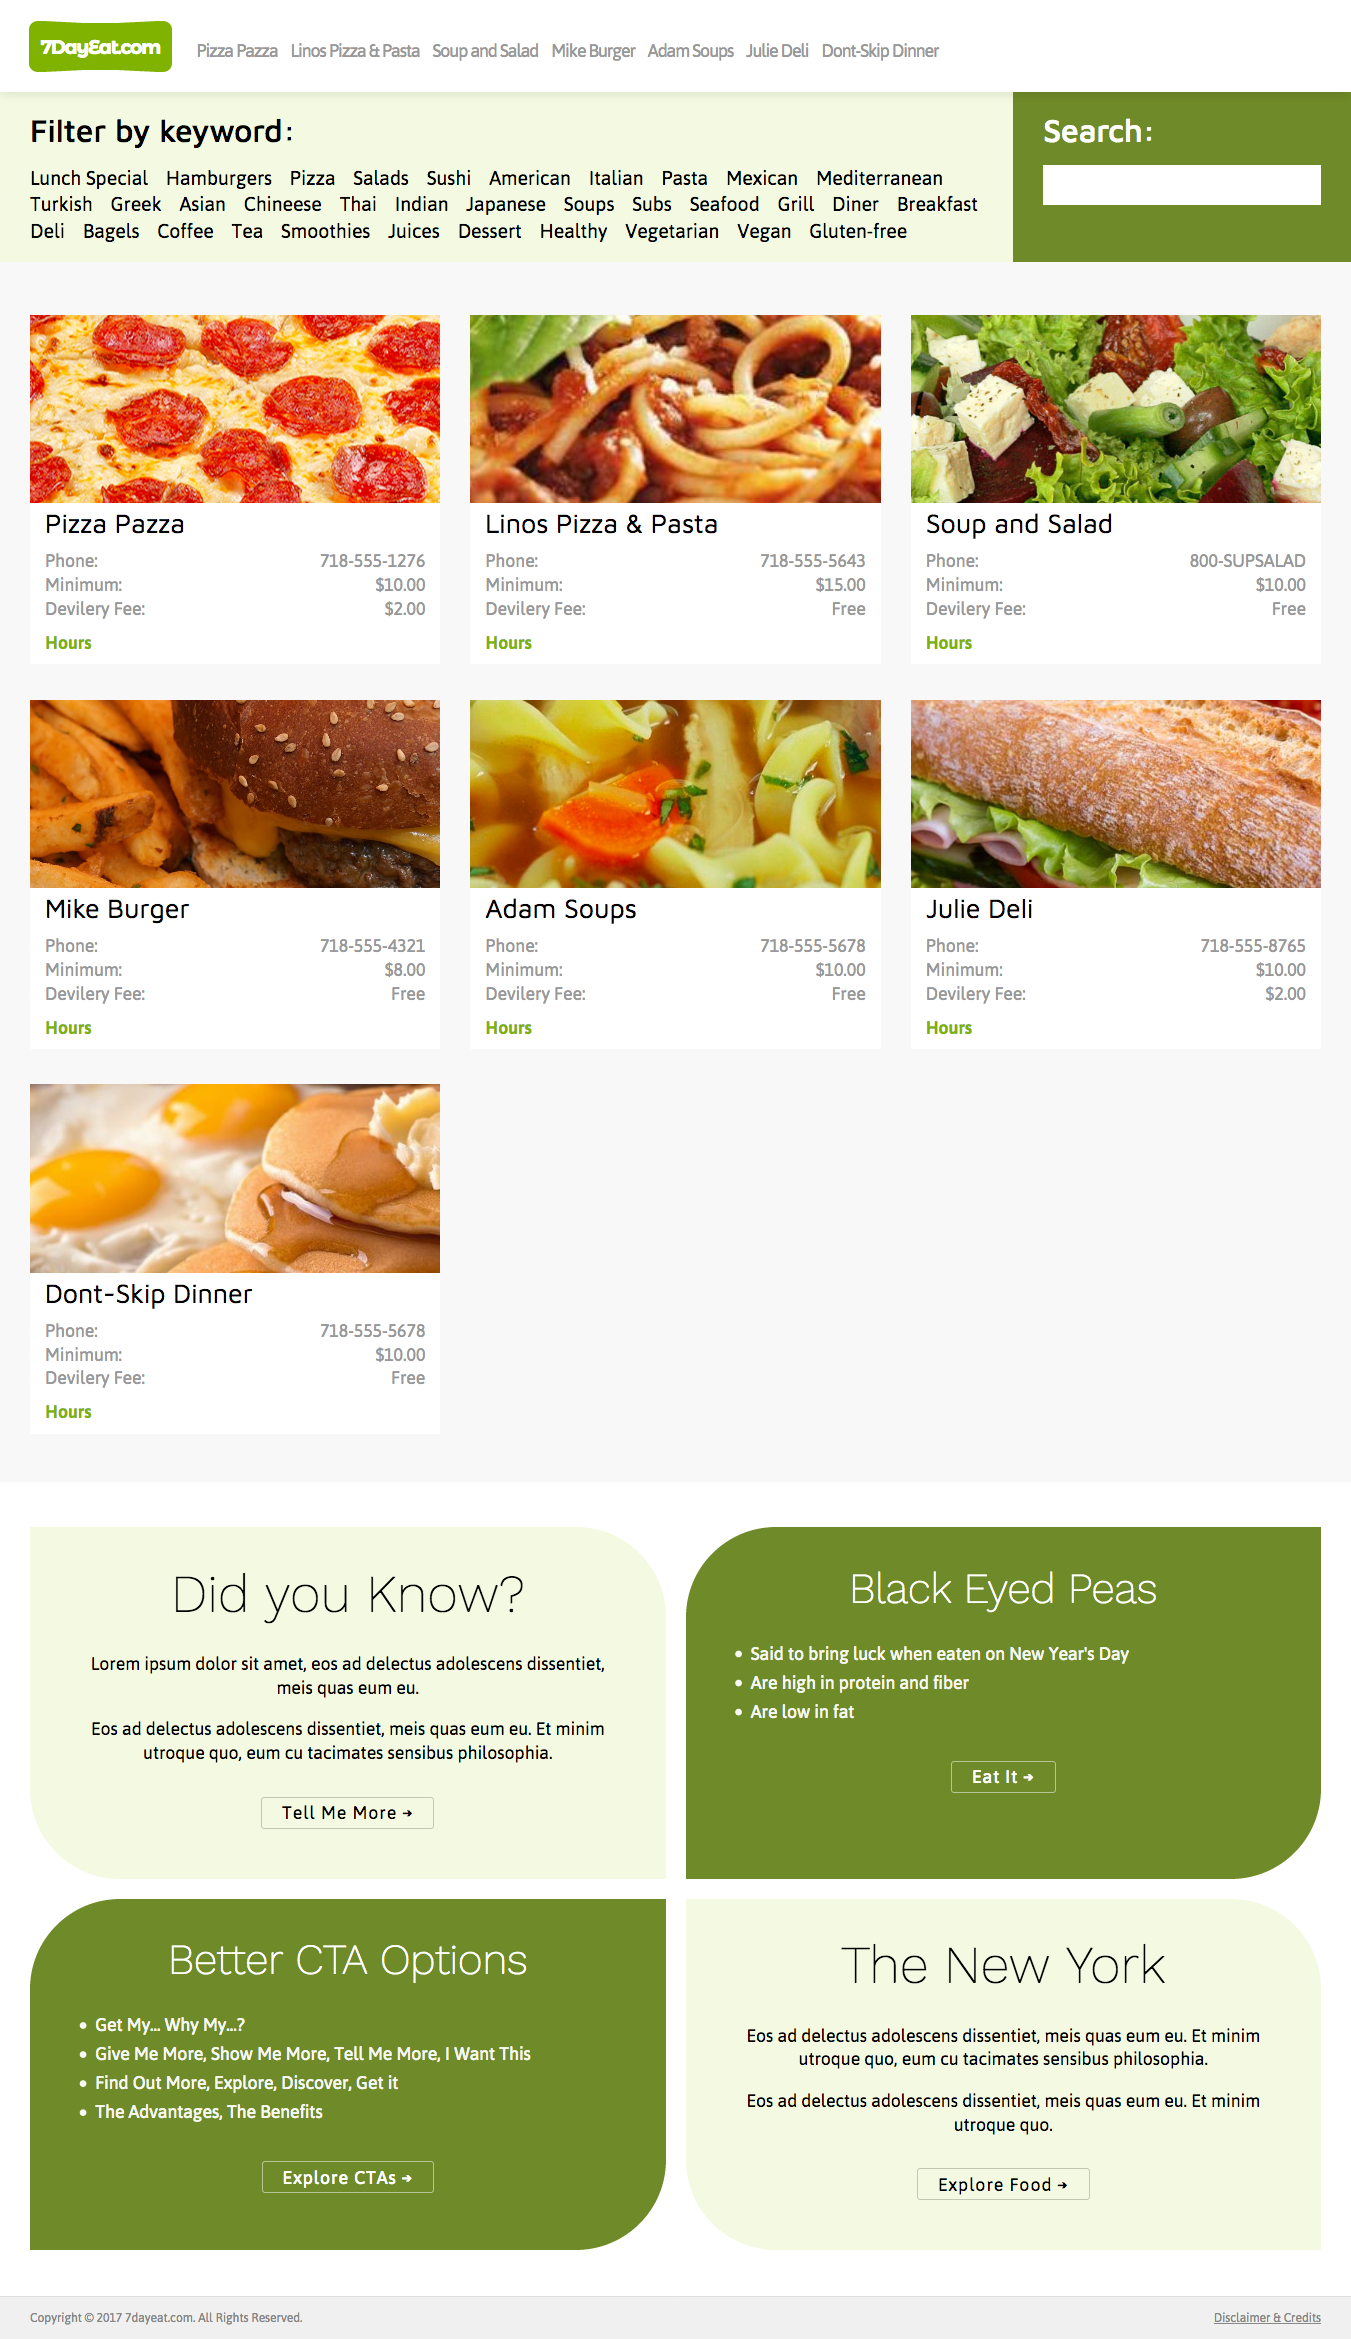 7DayEat.com
Pizza Pazza Linos Pizza & Pasta Soup and Salad Mike Burger Adam Soups Julie Deli Dont-Skip Dinner
Filter by keyword:
Lunch Special Hamburgers Pizza Salads Sushi American Italian Pasta Mexican Mediterranean
Turkish Greek Asian Chineese Thai Indian Japanese Soups Subs Seafood Grill Diner Breakfast
Deli Bagels Coffee Tea Smoothies Juices Dessert Healthy Vegetarian Vegan Gluten-free
Search:
Pizza Pazza
Phone: 718-555-1276
Minimum: $10.00
Devilery Fee: $2.00
Hours
Linos Pizza & Pasta
Phone: 718-555-5643
Minimum: $15.00
Devilery Fee: Free
Hours
Soup and Salad
Phone: 800-SUPSALAD
Minimum: $10.00
Devilery Fee: Free
Hours
Mike Burger
Phone: 718-555-4321
Minimum: $8.00
Devilery Fee: Free
Hours
Adam Soups
Phone: 718-555-5678
Minimum: $10.00
Devilery Fee: Free
Hours
Julie Deli
Phone: 718-555-8765
Minimum: $10.00
Devilery Fee: $2.00
Hours
Dont-Skip Dinner
Phone: 718-555-5678
Minimum: $10.00
Devilery Fee: Free
Hours
Did you Know?
Lorem ipsum dolor sit amet, eos ad delectus adolescens dissentiet,
meis quas eum eu.
Eos ad delectus adolescens dissentiet, meis quas eum eu. Et minim
utroque quo, eum cu tacimates sensibus philosophia.
Tell Me More →
Black Eyed Peas
• Said to bring luck when eaten on New Year's Day
• Are high in protein and fiber
• Are low in fat
Eat It →
Better CTA Options
• Get My... Why My...?
• Give Me More, Show Me More, Tell Me More, I Want This
• Find Out More, Explore, Discover, Get it
• The Advantages, The Benefits
Explore CTAs →
The New York
Eos ad delectus adolescens dissentiet, meis quas eum eu. Et minim
utroque quo, eum cu tacimates sensibus philosophia.
Eos ad delectus adolescens dissentiet, meis quas eum eu. Et minim
utroque quo.
Explore Food →
Copyright © 2017 7dayeat.com. All Rights Reserved.
Disclaimer & Credits